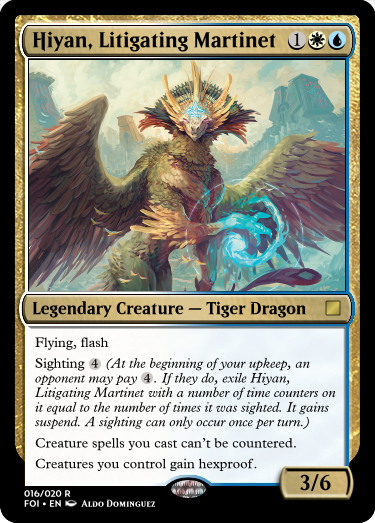 Hiyan, Litigating Martinet 1
Legendary Creature — Tiger Dragon
Flying, flash
Sighting 4 (At the beginning of your upkeep, an
opponent may pay 4. If they do, exile Hiyan,
Litigating Martinet with a number of time counters on
it equal to the number of times it was sighted. It gains
suspend. A sighting can only occur once per turn.)
Creature spells you cast can't be countered.
Creatures you control gain hexproof.
3/6
016/020 R
FOI • EN Aldo Dominguez